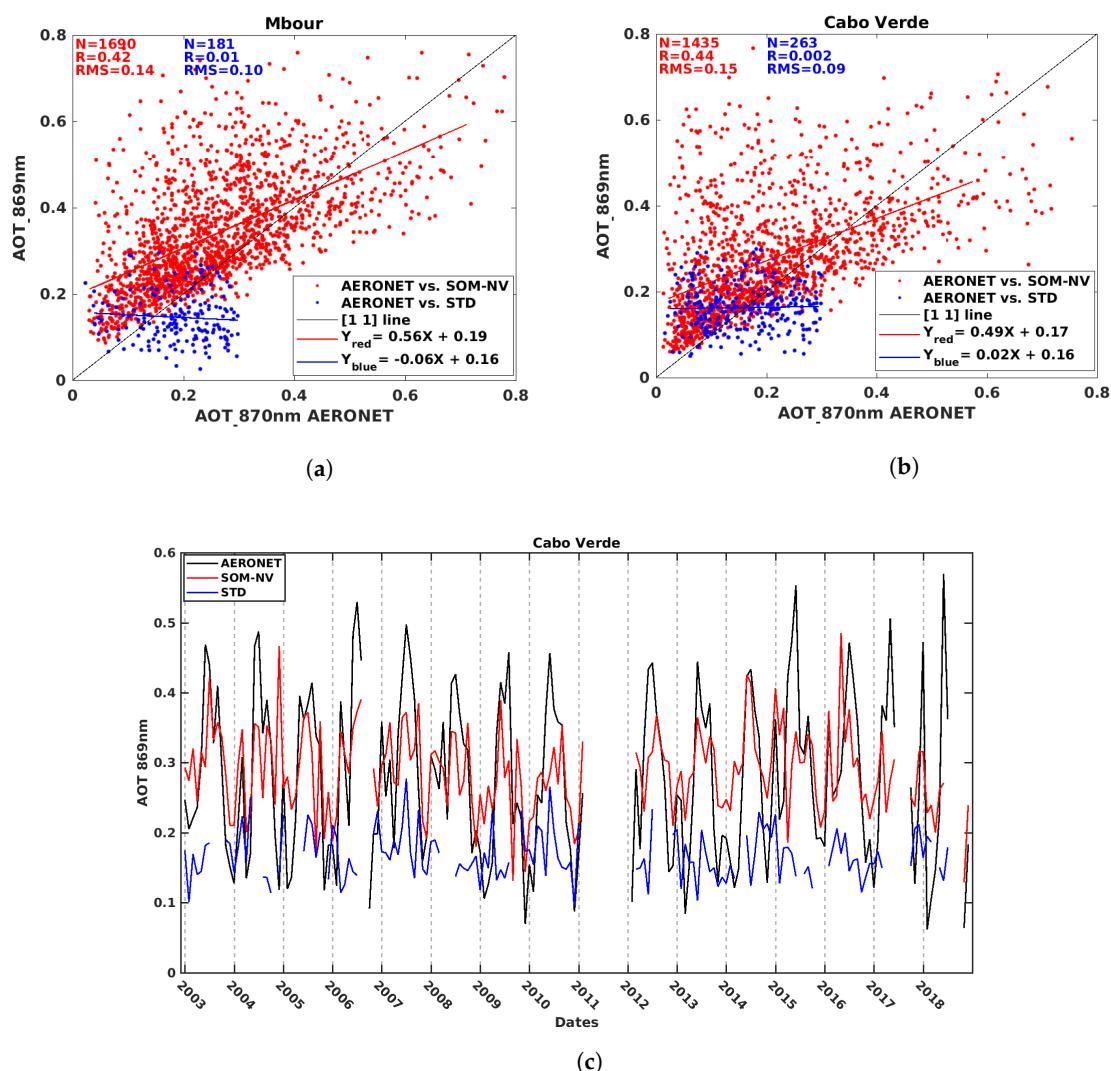 Mbour
N=1690 N=181
R=0.42 R=0.01
RMS=0.14 RMS=0.10
0.8
0.6
0.4
0.2
0
AOT_869nm
AERONET vs. SOM-NV
AERONET vs. STD
[1 1] line
Yred= 0.56X + 0.19
Yblue= -0.06X + 0.16
0 0.2 0.4 0.6 0.8
AOT_870nm AERONET
(a)
Cabo Verde
N=1435 N=263
R=0.44 R=0.002
RMS=0.15 RMS=0.09
0.8
0.6
0.4
0.2
0
AOT_869nm
AERONET vs. SOM-NV
AERONET vs. STD
[1 1] line
Yred= 0.49X + 0.17
Yblue= 0.02X + 0.16
0 0.2 0.4 0.6 0.8
AOT_870nm AERONET
(b)
Cabo Verde
AERONET
SOM-NV
STD
0.6
0.5
0.4
0.3
0.2
0.1
0
AOT 869nm
2003 2004 2005 2006 2007 2008 2009 2010 2011 2012 2013 2014 2015 2016 2017 2018
Dates
(c)